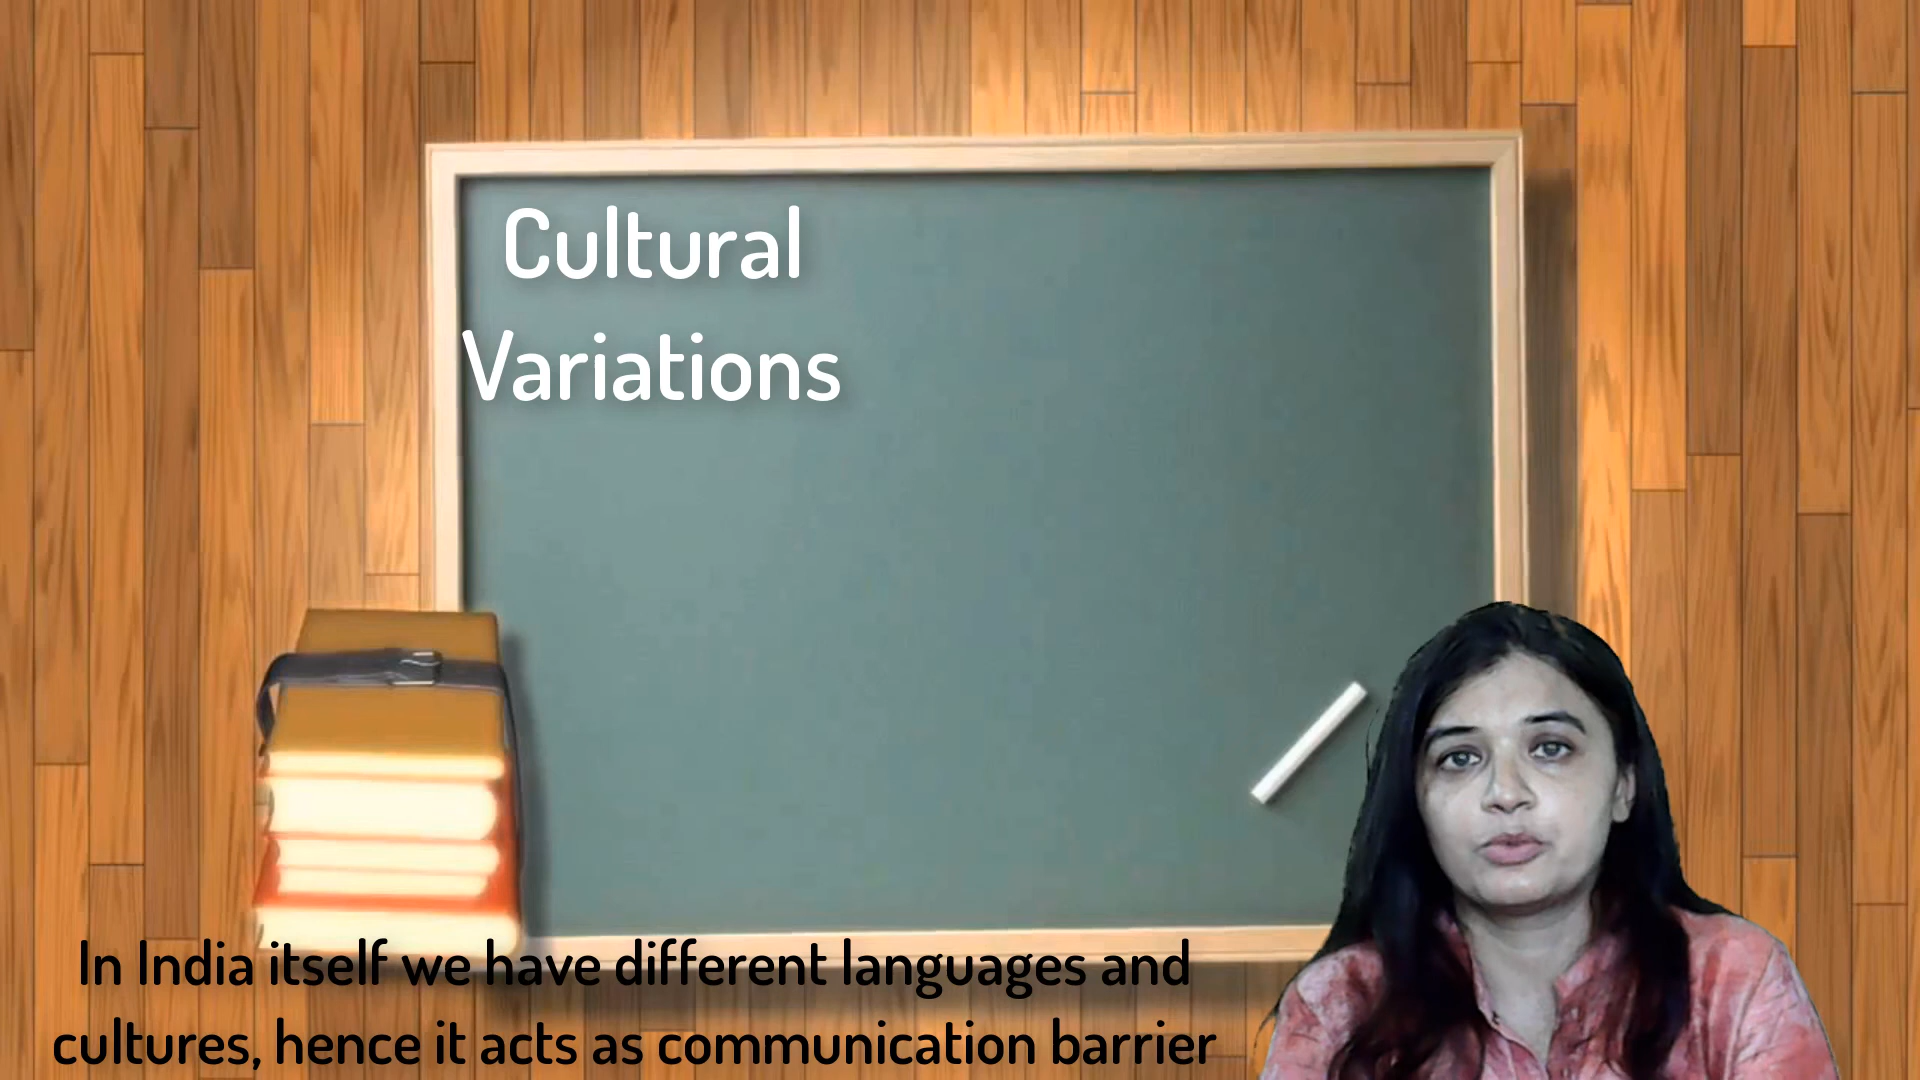 Cultural
Variations
In India itself we have different languages and
cultures, hence it acts as communication barrier